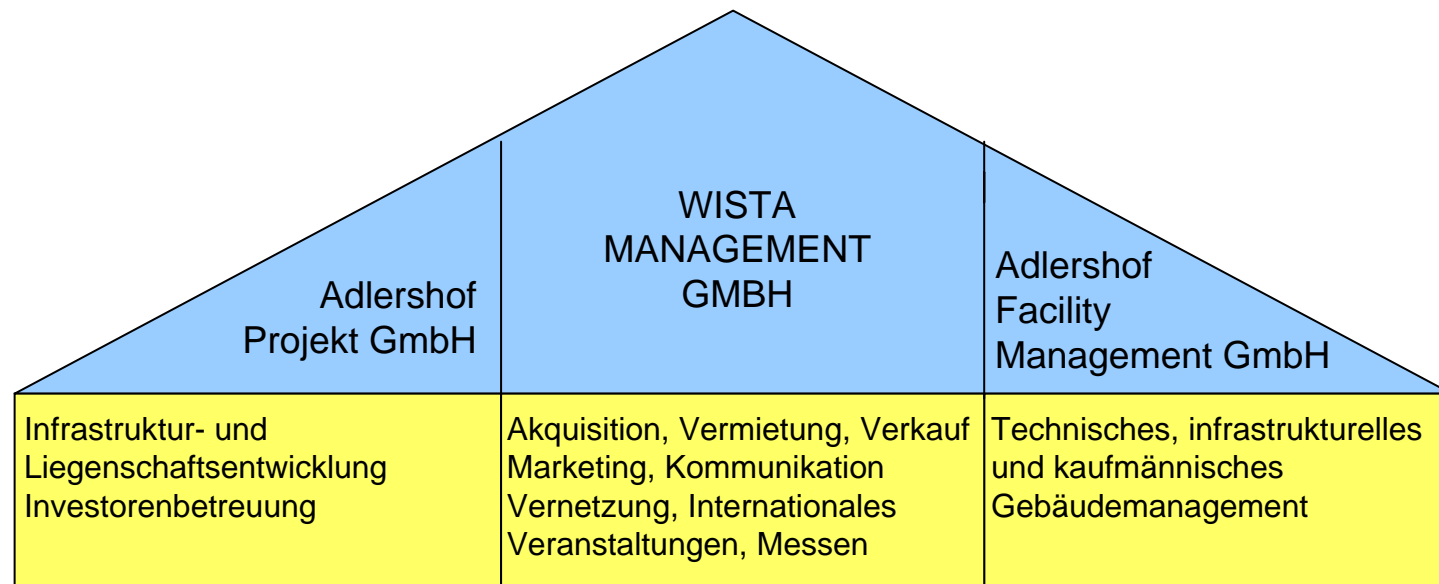 WISTA
MANAGEMENT
GMBH
Adlershof
Projekt GmbH
Adlershof
Facility
Management GmbH
Infrastruktur- und
Liegenschaftsentwicklung
Investorenbetreuung
Akquisition, Vermietung, Verkauf
Marketing, Kommunikation
Vernetzung, Internationales
Veranstaltungen, Messen
Technisches, infrastrukturelles
und kaufmännisches
Gebäudemanagement